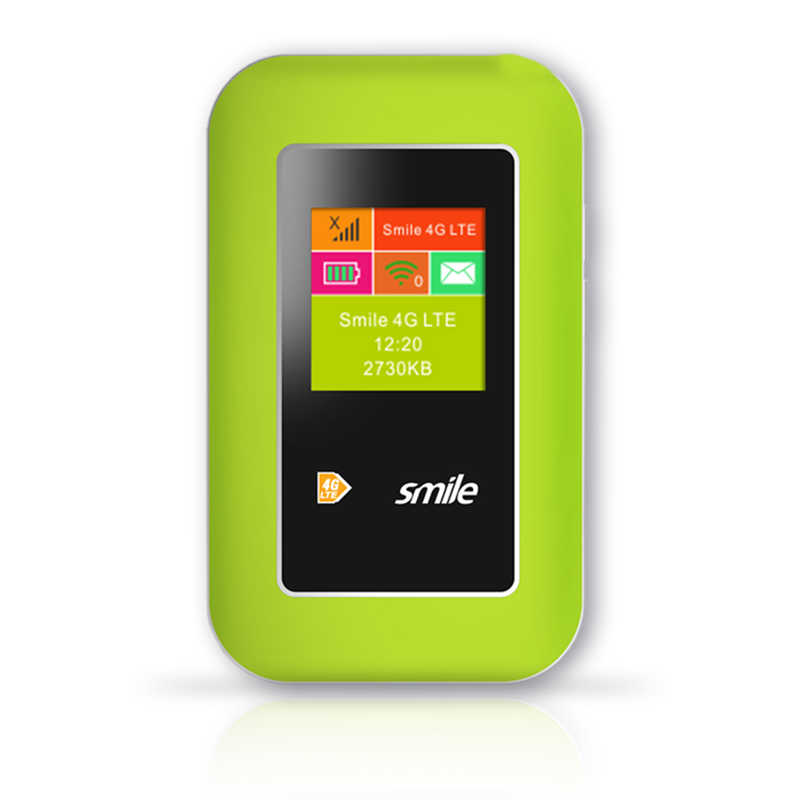 X
Smile 4G LTE
0
Smile 4G LTE
12:20
2730KB
4G
LTE
smile